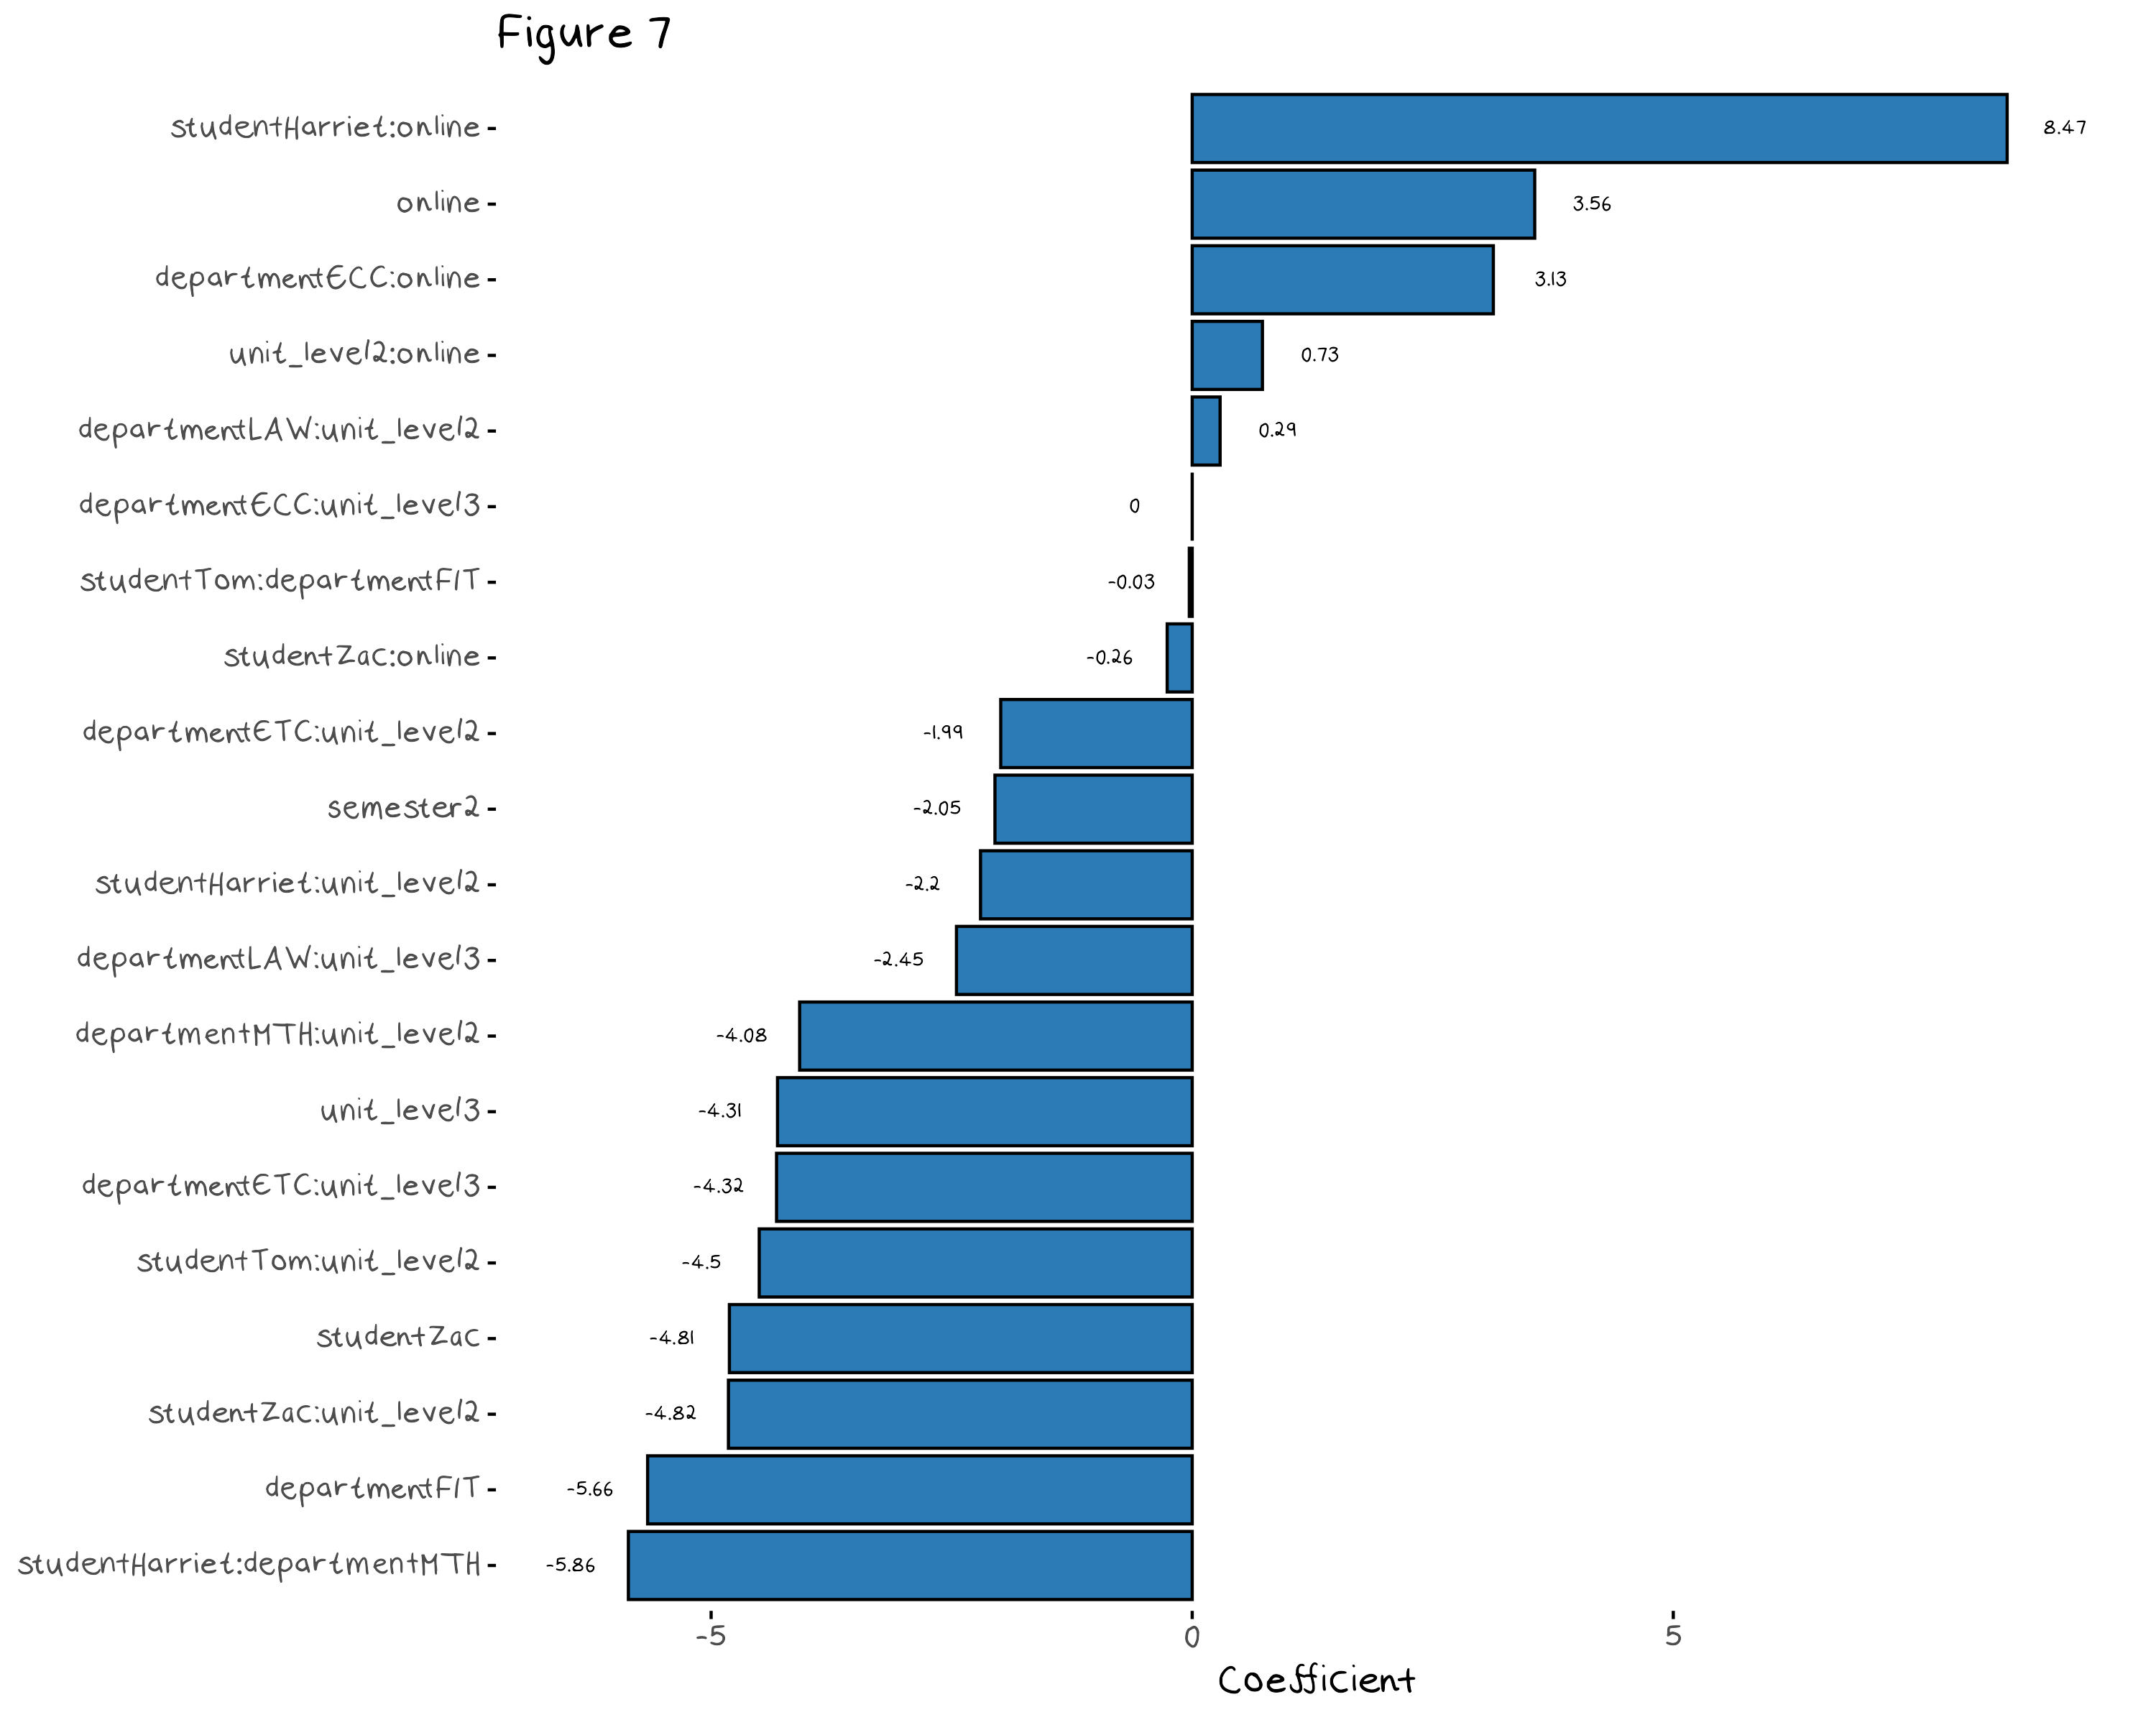 Figure 7
studentHarriet:online 8.47
online 3.56
departmentECC:online 3.13
unit_level2:online 0.73
departmentLAW:unit_level2 0.29
departmentECC:unit_level3 0
studentTom:departmentFIT -0.03
studentZac:online -0.26
departmentETC:unit_level2 -1.99
semester2 -2.05
studentHarriet:unit_level2 -2.2
departmentLAW:unit_level3 -2.45
departmentMTH:unit_level2 -4.08
unit_level3 -4.31
departmentETC:unit_level3 -4.32
studentTom:unit_level2 -4.5
studentZac -4.81
studentZac:unit_level2 -4.82
departmentFIT -5.66
studentHarriet:departmentMTH -5.86
-5 0 5
Coefficient